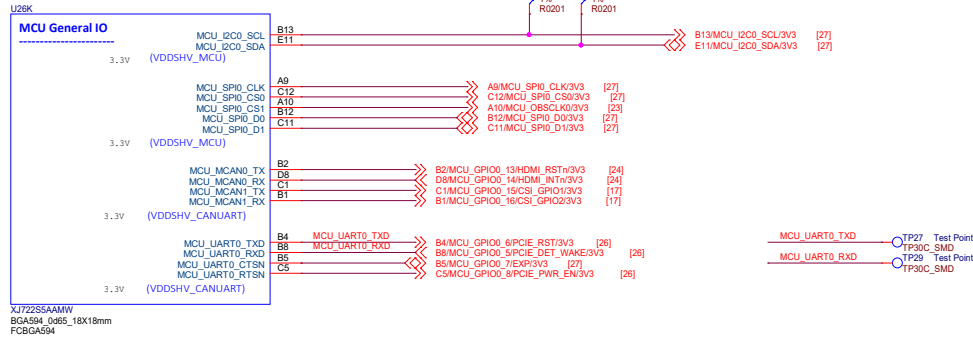 U26K
1%
1%
R0201
R0201
MCU General IO
-----------------------
MCU_I2C0_SCL B13 B13/MCU_I2C0_SCL/3V3 [27]
MCU_I2C0_SDA E11 E11/MCU_I2C0_SDA/3V3 [27]
3.3V (VDDSHV_MCU)
MCU_SPI0_CLK A9 A9/MCU_SPI0_CLK/3V3 [27]
MCU_SPI0_CS0 C12 C12/MCU_SPI0_CS0/3V3 [27]
MCU_SPI0_CS1 A10 A10/MCU_OBSCLK0/3V3 [23]
MCU_SPI0_D0 B12 B12/MCU_SPI0_D0/3V3 [27]
MCU_SPI0_D1 C11 C11/MCU_SPI0_D1/3V3 [27]
3.3V (VDDSHV_MCU)
MCU_MCAN0_TX B2 B2/MCU_GPIO0_13/HDMI_RSTn/3V3 [24]
MCU_MCAN0_RX D8 D8/MCU_GPIO0_14/HDMI_INTn/3V3 [24]
MCU_MCAN1_TX C1 C1/MCU_GPIO0_15/CSI_GPIO1/3V3 [17]
MCU_MCAN1_RX B1 B1/MCU_GPIO0_16/CSI_GPIO2/3V3 [17]
3.3V (VDDSHV_CANUART)
MCU_UART0_TXD B4 MCU_UART0_TXD B4/MCU_GPIO0_6/PCIE_RST/3V3 [26]
MCU_UART0_RXD B8 MCU_UART0_RXD B8/MCU_GPIO0_5/PCIE_DET_WAKE/3V3 [26]
MCU_UART0_CTSN B5 B5/MCU_GPIO0_7/EXP/3V3 [27]
MCU_UART0_RTSN C5 C5/MCU_GPIO0_8/PCIE_PWR_EN/3V3 [26]
3.3V (VDDSHV_CANUART)
MCU_UART0_TXD TP27 Test Point
TP30C_SMD
MCU_UART0_RXD TP29 Test Point
TP30C_SMD
XJ722S5AAMW
BGA594_0d65_18X18mm
FCBGA594